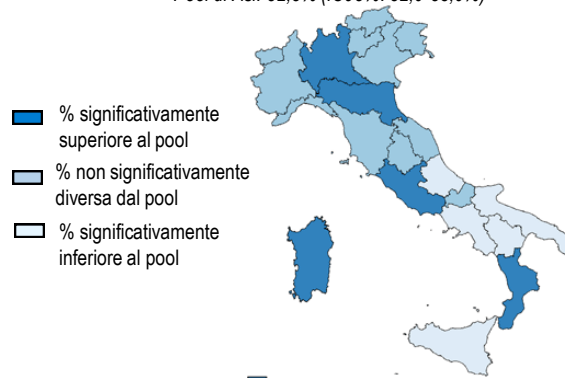 % significativamente
superiore al pool
% non significativamente
diversa dal pool
% significativamente
inferiore al pool